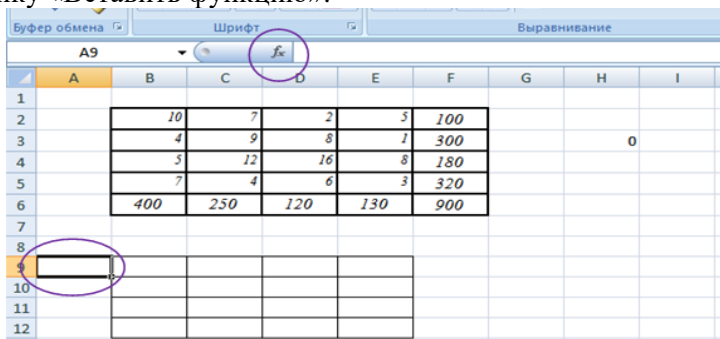 «Вставить функцию».
Буфер обмена Шрифт Выравнивание
A9 fx
A B C D E F G H I
1
2 10 7 2 5 100
3 4 9 8 1 300 0
4 5 12 16 8 180
5 7 4 6 3 320
6 400 250 120 130 900
7
8
9
10
11
12